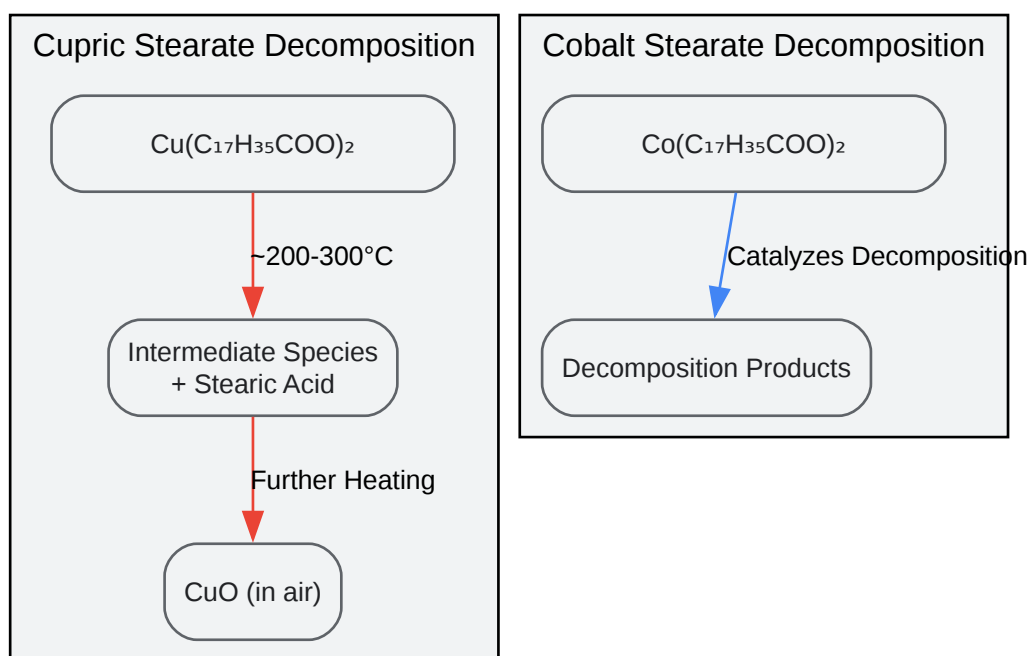 Cupric Stearate Decomposition
Cu(C₁₇H₃₅COO)₂
~200-300°C
Intermediate Species
+ Stearic Acid
Further Heating
CuO (in air)
Cobalt Stearate Decomposition
Co(C₁₇H₃₅COO)₂
Catalyzes Decomposition
Decomposition Products